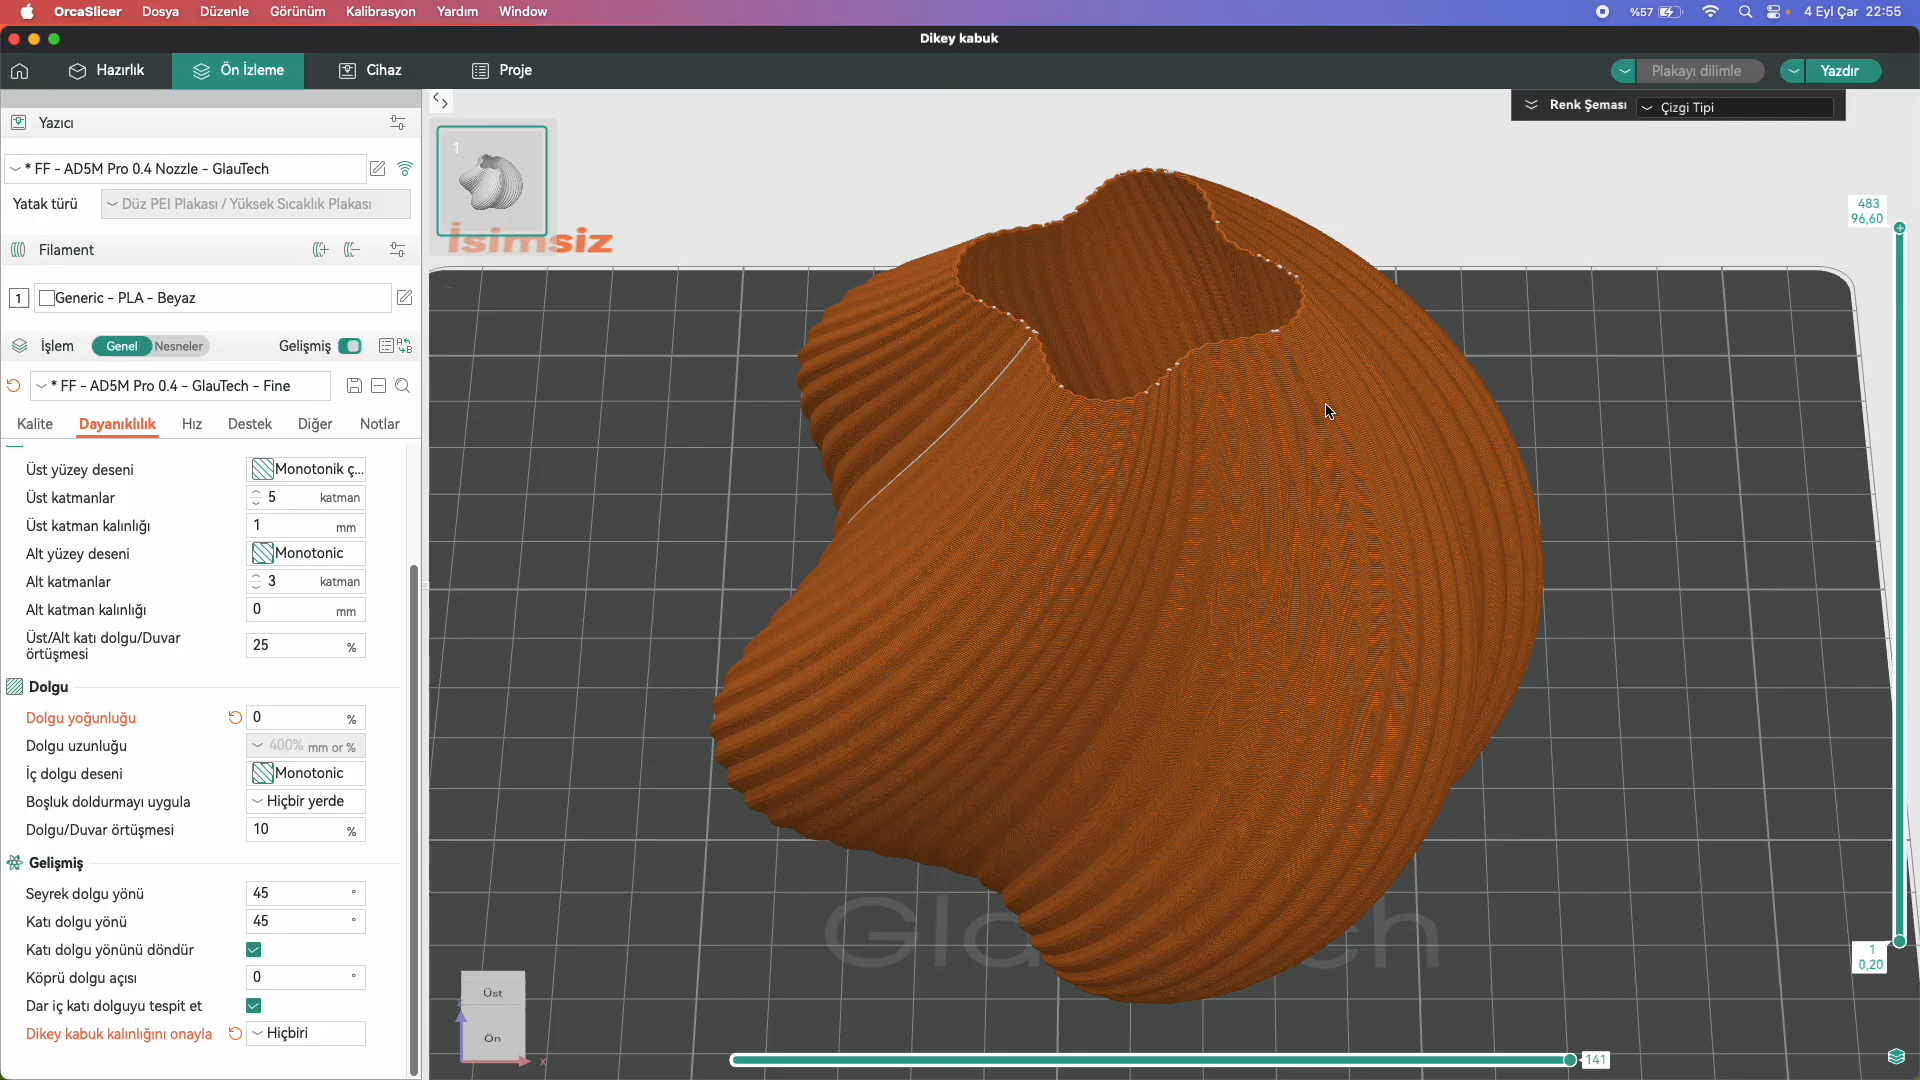 OrcaSlicer Dosya Düzenle Görünüm Kalibrasyon Yardım Window
%57 4 Eyl Çar 22:55
Dikey kabuk
Hazırlık Ön İzleme Cihaz Proje
Plakayı dilimle Yazdır
Renk Şeması Çizgi Tipi
Yazıcı
* FF - AD5M Pro 0.4 Nozzle - GlauTech
Yatak türü Düz PEI Plakası / Yüksek Sıcaklık Plakası
Filament
1 Generic - PLA - Beyaz
İşlem Genel Nesneler Gelişmiş
* FF - AD5M Pro 0.4 - GlauTech - Fine
Kalite Dayanıklılık Hız Destek Diğer Notlar
Üst yüzey deseni Monotonik ç...
Üst katmanlar 5 katman
Üst katman kalınlığı 1 mm
Alt yüzey deseni Monotonic
Alt katmanlar 3 katman
Alt katman kalınlığı 0 mm
Üst/Alt katı dolgu/Duvar
örtüşmesi 25 %
Dolgu
Dolgu yoğunluğu 0 %
Dolgu uzunluğu 400% mm or %
İç dolgu deseni Monotonic
Boşluk doldurmayı uygula Hiçbir yerde
Dolgu/Duvar örtüşmesi 10 %
Gelişmiş
Seyrek dolgu yönü 45 °
Katı dolgu yönü 45 °
Katı dolgu yönünü döndür
Köprü dolgu açısı 0 °
Dar iç katı dolguyu tespit et
Dikey kabuk kalınlığını onayla Hiçbiri
1
İsimsiz
483
96,60
1
0,20
141
Üst
Ön
x